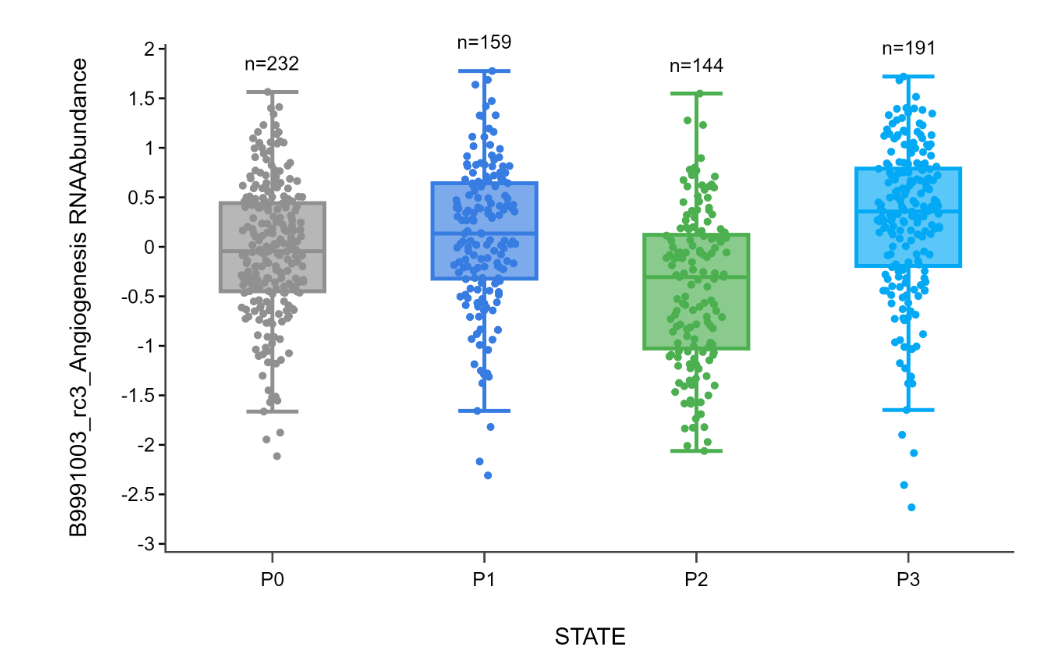 n=232
n=159
n=144
n=191
B9991003_rc3_Angiogenesis RNAAbundance
2
1.5
1
0.5
0
-0.5
-1
-1.5
-2
-2.5
-3
P0
P1
P2
P3
STATE